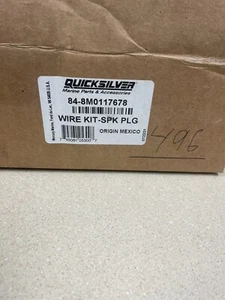 QUICKSILVER
Marine Parts & Accessories
84-8M0117678
WIRE KIT-SPK PLG
ORIGIN MEXICO
496